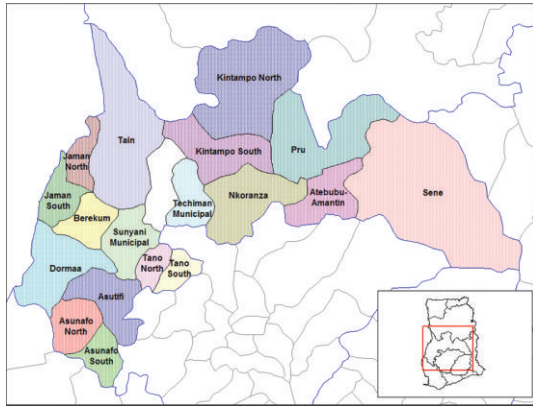 Kintampo North
Tain
Pru
Kintampo South
Jaman
North
Jaman
South
Techiman
Municipal
Nkoranza
Atebubu-
Amantin
Sene
Berekum
Sunyani
Municipal
Tano
North
Tano
South
Dormaa
Asutifi
Asunafo
North
Asunafo
South